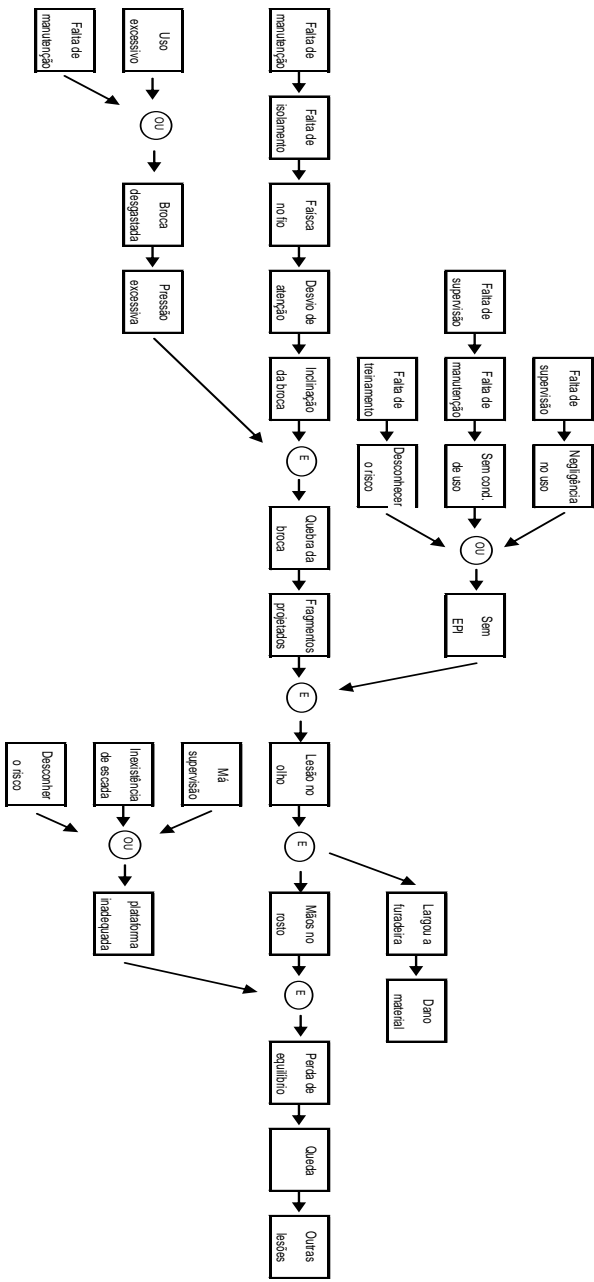 Falta de
supervisão
Negligência
no uso
Falta de
supervisão
Falta de
manutenção
Sem cond.
de uso
OU
Sem
EPI
Falta de
treinamento
Desconhecer
o risco
Largou a
furadeira
Dano
material
Falta de
manutenção
Falta de
isolamento
Faísca
no fio
Desvio de
atenção
Inclinação
da broca
E
Quebra da
broca
Fragmentos
projetados
E
Lesão no
olho
E
Mãos no
rosto
E
Perda de
equilíbrio
Queda
Outras
lesões
Má
supervisão
Uso
excessivo
OU
Broca
desgastada
Pressão
excessiva
Inexistência
de escada
OU
plataforma
inadequada
Falta de
manutenção
Desconher
o risco